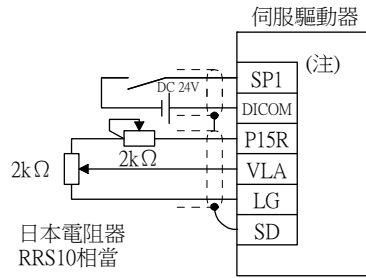 伺服驅動器
(注)
SP1
DC 24V
DICOM
P15R
2kΩ
2kΩ
VLA
LG
SD
日本電阻器
RRS10相當